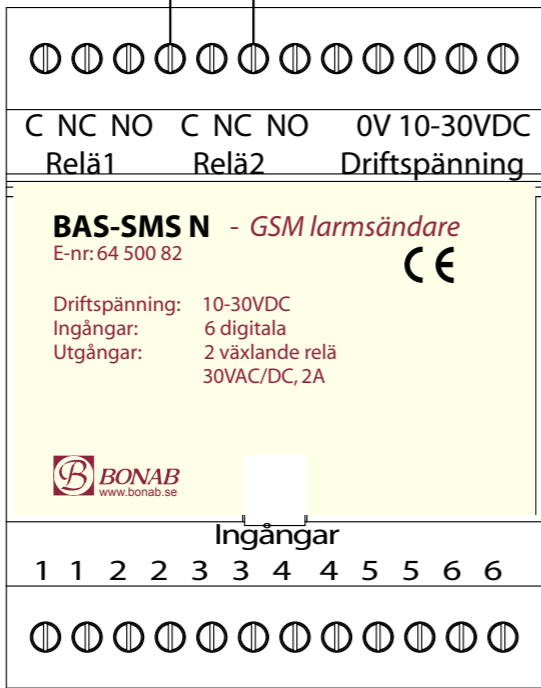 C NC NO C NC NO 0V 10-30VDC
Relä1 Relä2 Driftspänning
BAS-SMS N - GSM larmsändare
E-nr: 64 500 82
CE
Driftspänning: 10-30VDC
Ingångar: 6 digitala
Utgångar: 2 växlande relä
30VAC/DC, 2A
B BONAB
www.bonab.se
Ingångar
1 1 2 2 3 3 4 4 5 5 6 6